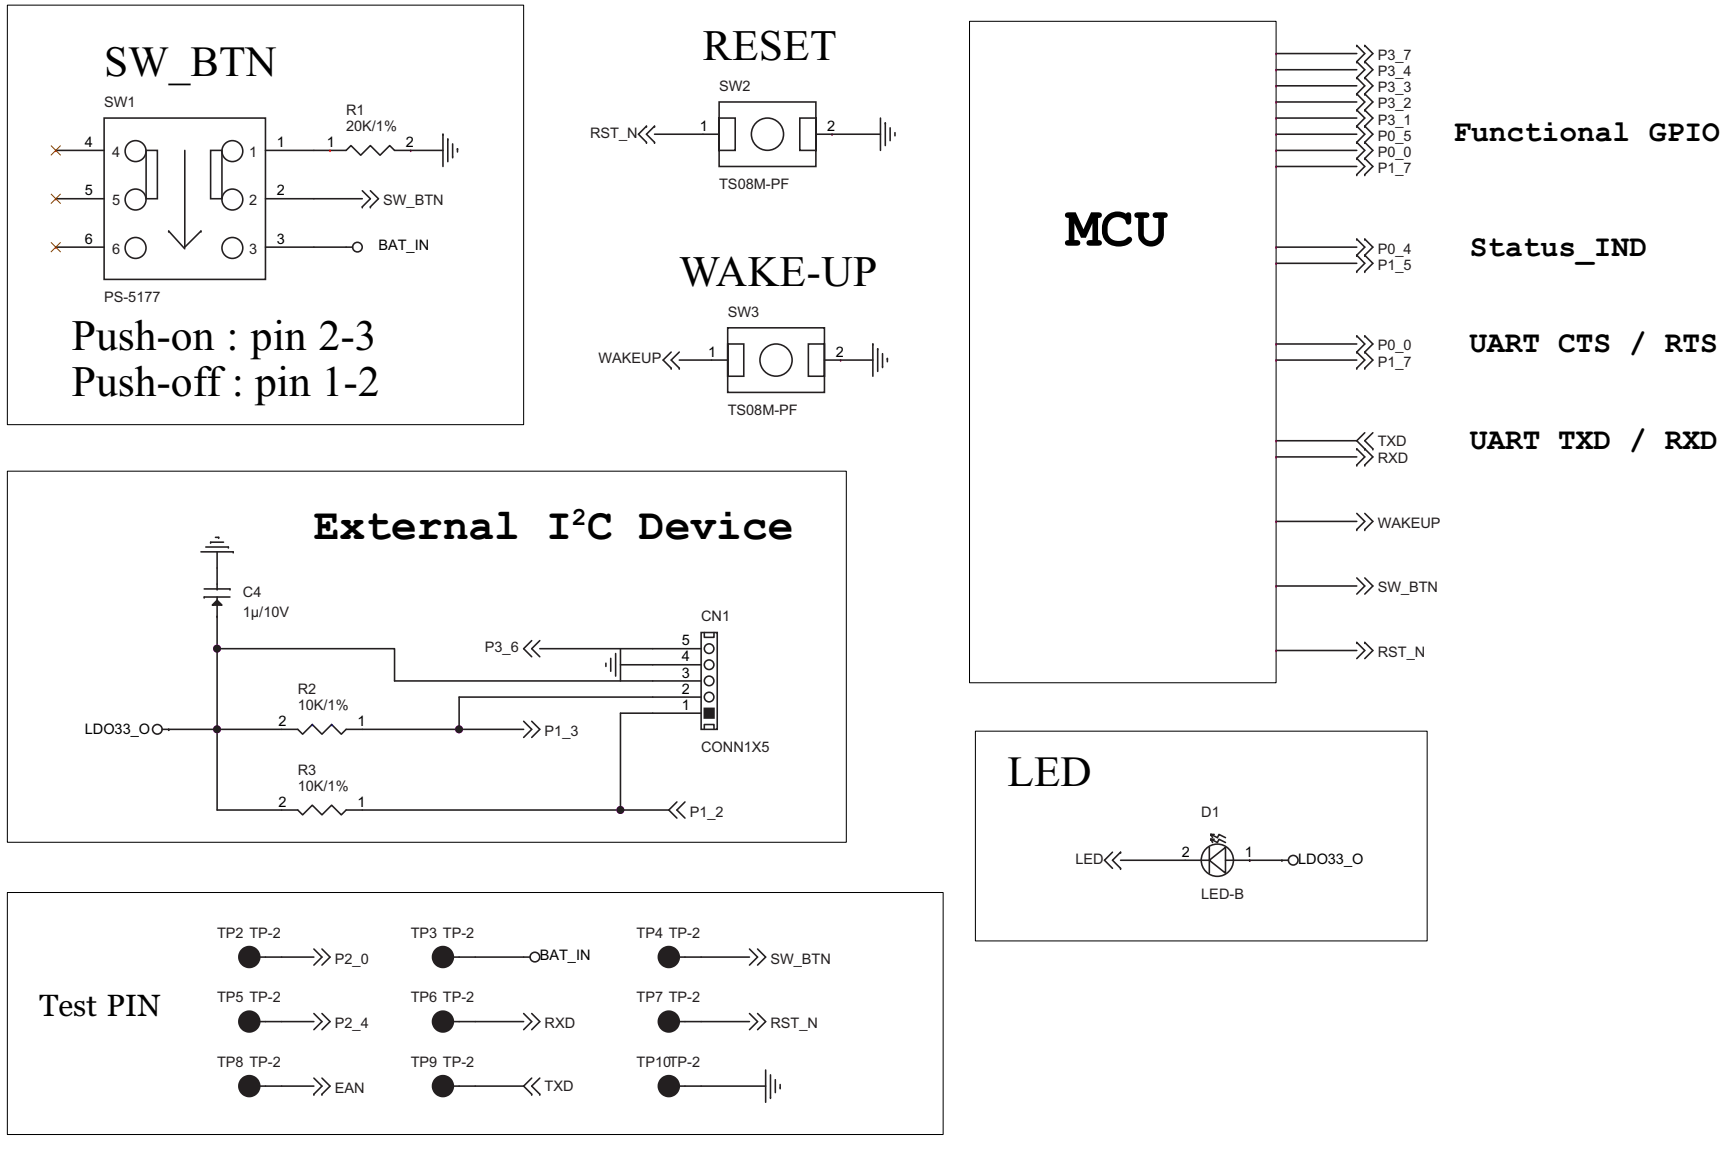 SW_BTN
SW1
R1
20K/1%
4 4 1 1 1 2
5 5 2 2 SW_BTN
6 6 3 3 BAT_IN
PS-5177
Push-on : pin 2-3
Push-off : pin 1-2
RESET
SW2
RST_N 1 2
TS08M-PF
WAKE-UP
SW3
WAKEUP 1 2
TS08M-PF
MCU
P3_7
P3_4
P3_3
P3_2
P3_1
P0_5
P0_0
P1_7
Functional GPIO
P0_4
P1_5
Status_IND
P0_0
P1_7
UART CTS / RTS
TXD
RXD
UART TXD / RXD
WAKEUP
SW_BTN
RST_N
External I²C Device
C4
1µ/10V
CN1
P3_6 5
4
3
2
1
CONN1X5
R2
10K/1%
LDO33_O 2 1 P1_3
R3
10K/1%
2 1 P1_2
LED
D1
LED 2 1 LDO33_O
LED-B
Test PIN
TP2 TP-2 P2_0
TP3 TP-2 BAT_IN
TP4 TP-2 SW_BTN
TP5 TP-2 P2_4
TP6 TP-2 RXD
TP7 TP-2 RST_N
TP8 TP-2 EAN
TP9 TP-2 TXD
TP10TP-2